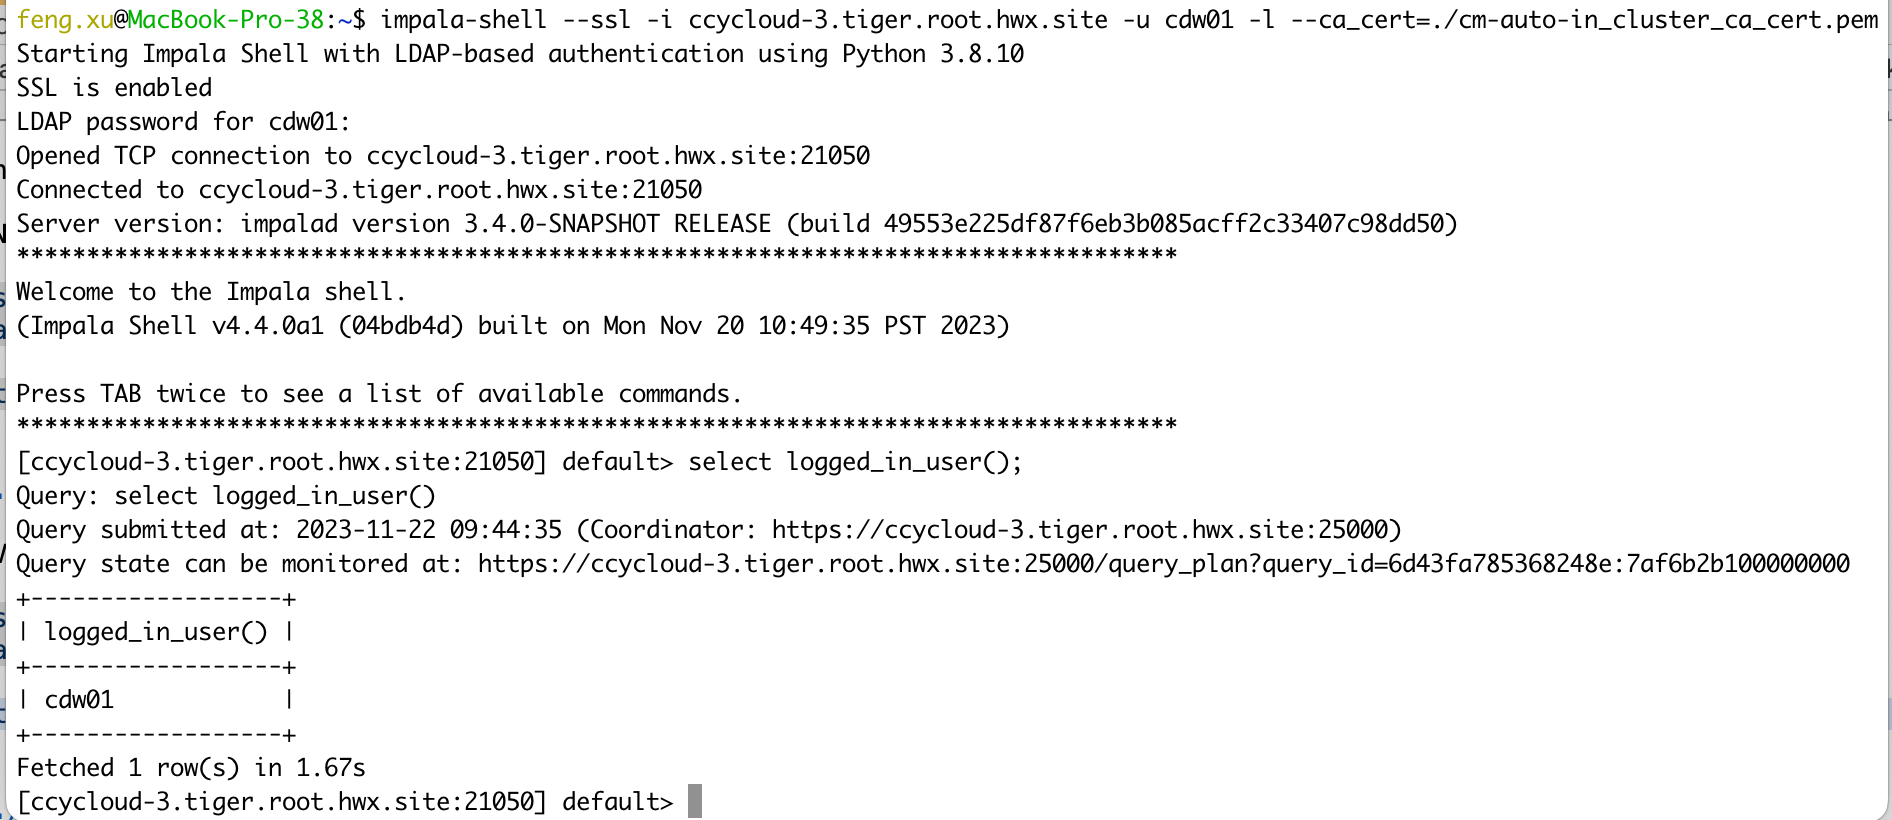 feng.xu@MacBook-Pro-38:~$ impala-shell --ssl -i ccycloud-3.tiger.root.hwx.site -u cdw01 -l --ca_cert=./cm-auto-in_cluster_ca_cert.pem
Starting Impala Shell with LDAP-based authentication using Python 3.8.10
SSL is enabled
LDAP password for cdw01:
Opened TCP connection to ccycloud-3.tiger.root.hwx.site:21050
Connected to ccycloud-3.tiger.root.hwx.site:21050
Server version: impalad version 3.4.0-SNAPSHOT RELEASE (build 49553e225df87f6eb3b085acff2c33407c98dd50)
***********************************************************************************
Welcome to the Impala shell.
(Impala Shell v4.4.0a1 (04bdb4d) built on Mon Nov 20 10:49:35 PST 2023)

Press TAB twice to see a list of available commands.
***********************************************************************************
[ccycloud-3.tiger.root.hwx.site:21050] default> select logged_in_user();
Query: select logged_in_user()
Query submitted at: 2023-11-22 09:44:35 (Coordinator: https://ccycloud-3.tiger.root.hwx.site:25000)
Query state can be monitored at: https://ccycloud-3.tiger.root.hwx.site:25000/query_plan?query_id=6d43fa785368248e:7af6b2b100000000
+------------------+
| logged_in_user() |
+------------------+
| cdw01            |
+------------------+
Fetched 1 row(s) in 1.67s
[ccycloud-3.tiger.root.hwx.site:21050] default>